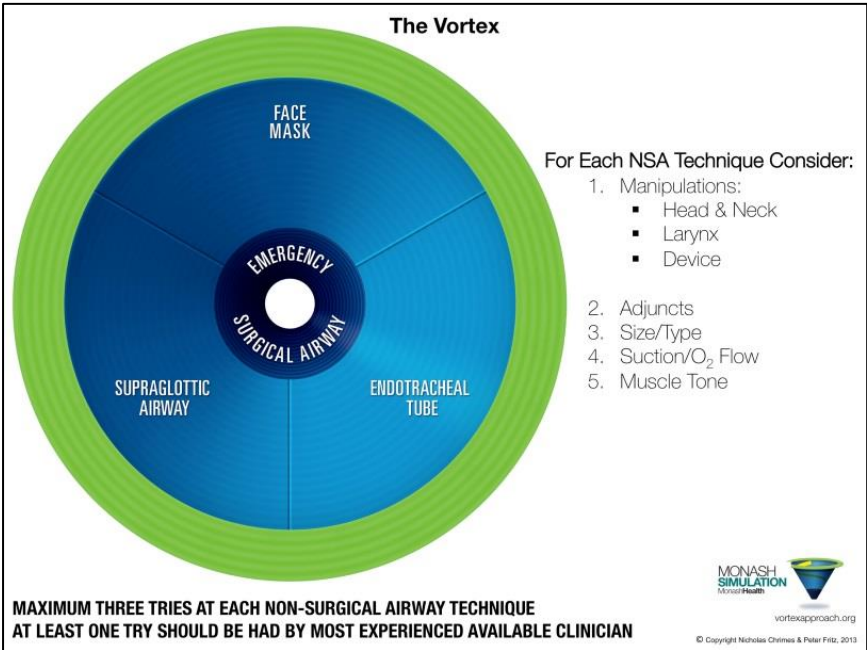 The Vortex
FACE
MASK
EMERGENCY
SURGICAL AIRWAY
SUPRAGLOTTIC
AIRWAY
ENDOTRACHEAL
TUBE
For Each NSA Technique Consider:
1. Manipulations:
▪ Head & Neck
▪ Larynx
▪ Device
2. Adjuncts
3. Size/Type
4. Suction/O₂ Flow
5. Muscle Tone
MAXIMUM THREE TRIES AT EACH NON-SURGICAL AIRWAY TECHNIQUE
AT LEAST ONE TRY SHOULD BE HAD BY MOST EXPERIENCED AVAILABLE CLINICIAN
MONASH
SIMULATION
MonashHealth
vortexapproach.org
© Copyright Nicholas Chrimes & Peter Fritz, 2013